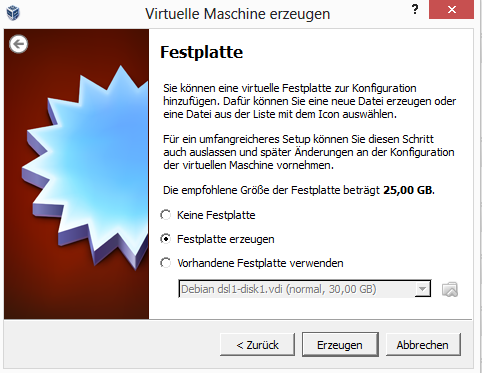 Virtuelle Maschine erzeugen
Festplatte
Sie können eine virtuelle Festplatte zur Konfiguration
hinzufügen. Dafür können Sie eine neue Datei erzeugen oder
eine Datei aus der Liste mit dem Icon auswählen.
Für ein umfangreicheres Setup können Sie diesen Schritt
auch auslassen und später Änderungen an der Konfiguration
der virtuellen Maschine vornehmen.
Die empfohlene Größe der Festplatte beträgt 25,00 GB.
Keine Festplatte
Festplatte erzeugen
Vorhandene Festplatte verwenden
Debian dsl1-disk1.vdi (normal, 30,00 GB)
< Zurück Erzeugen Abbrechen